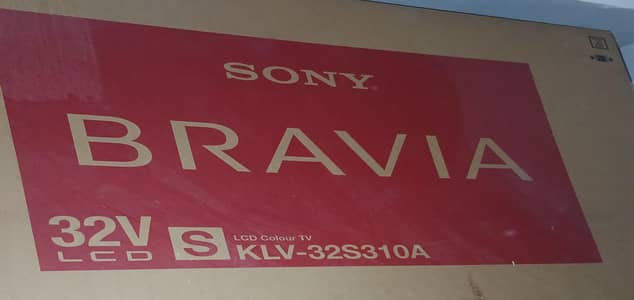 SONY
BRAVIA
32V
LCD
S
LCD Colour TV
KLV-32S310A